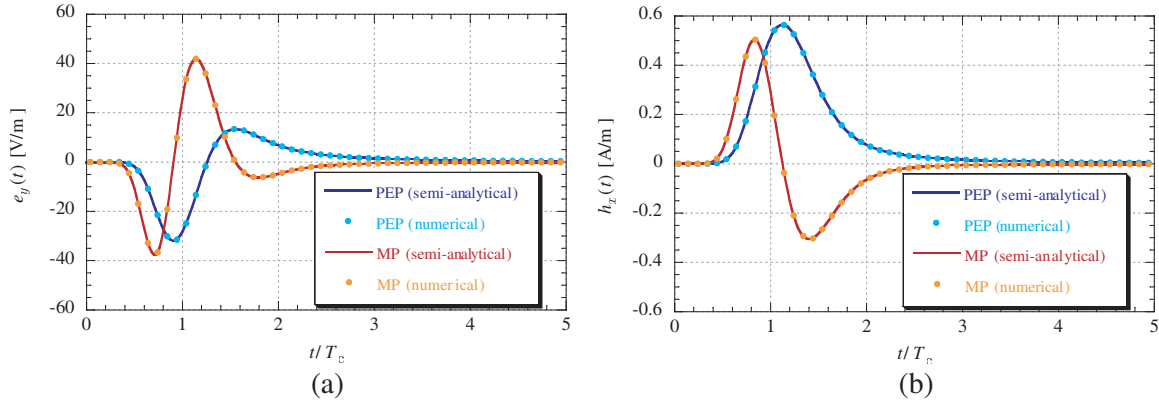 60
40
20
0
-20
-40
-60
e_y(t) [V/m]
PEP (semi-analytical)
PEP (numerical)
MP (semi-analytical)
MP (numerical)
0 1 2 3 4 5
t/T_c
(a)
0.6
0.4
0.2
0
-0.2
-0.4
-0.6
h_x(t) [A/m]
PEP (semi-analytical)
PEP (numerical)
MP (semi-analytical)
MP (numerical)
0 1 2 3 4 5
t/T_c
(b)